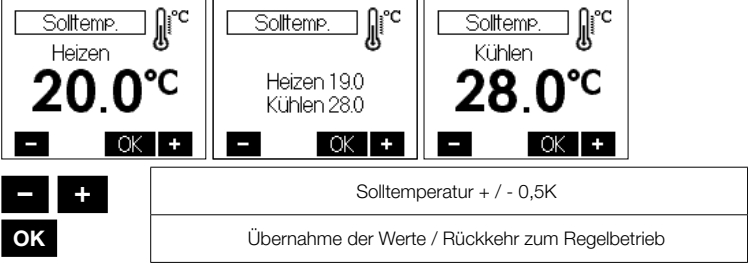 Solltemp. °C
Heizen
20.0°C
− OK +
Solltemp. °C
Heizen 19.0
Kühlen 28.0
− OK +
Solltemp. °C
Kühlen
28.0°C
− OK +
− + Solltemperatur + / - 0,5K
OK Übernahme der Werte / Rückkehr zum Regelbetrieb